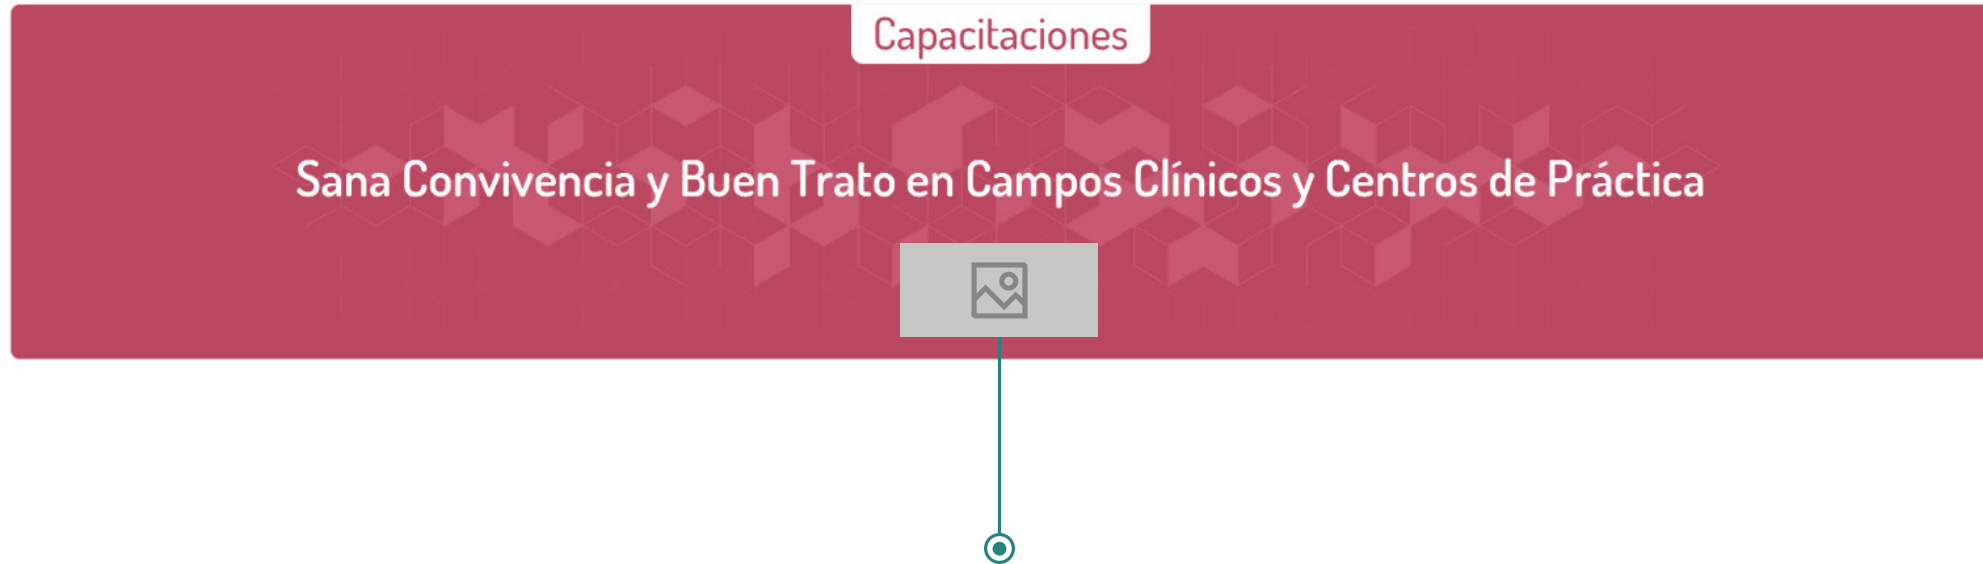 Capacitaciones
Sana Convivencia y Buen Trato en Campos Clínicos y Centros de Práctica